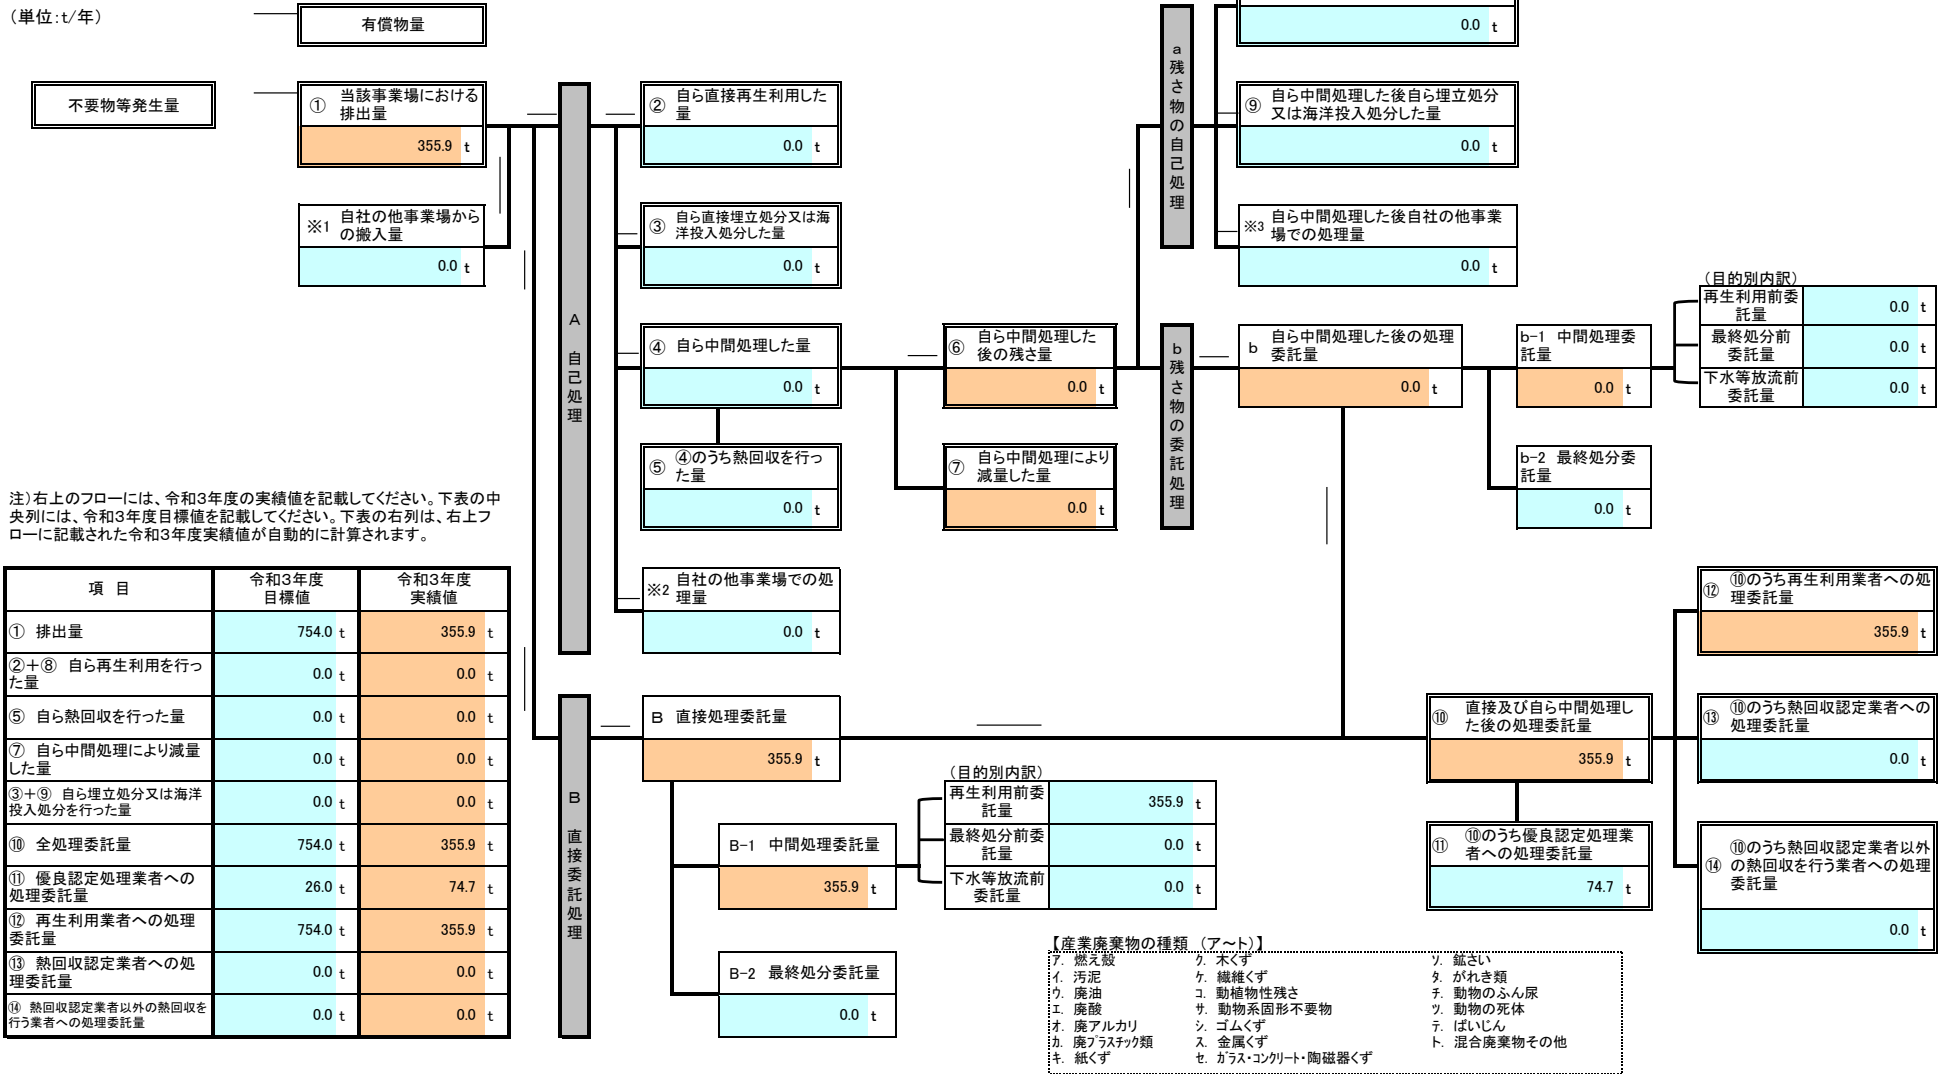 （単位：t/年）
有償物量
0.0 t
不要物等発生量
① 当該事業場における
排出量
355.9 t
※1 自社の他事業場から
の搬入量
0.0 t
A 自己処理
② 自ら直接再生利用した
量
0.0 t
③ 自ら直接埋立処分又は海
洋投入処分した量
0.0 t
④ 自ら中間処理した量
0.0 t
⑤ ④のうち熱回収を行っ
た量
0.0 t
※2 自社の他事業場での処
理量
0.0 t
⑥ 自ら中間処理した
後の残さ量
0.0 t
⑦ 自ら中間処理により
減量した量
0.0 t
a 残さ物の自己処理
⑨ 自ら中間処理した後自ら埋立処分
又は海洋投入処分した量
0.0 t
※3 自ら中間処理した後自社の他事業
場での処理量
0.0 t
b 残さ物の委託処理
b 自ら中間処理した後の処理
委託量
0.0 t
b-1 中間処理委
託量
0.0 t
b-2 最終処分委
託量
0.0 t
（目的別内訳）
再生利用前委
託量
0.0 t
最終処分前
委託量
0.0 t
下水等放流前
委託量
0.0 t
注）右上のフローには、令和3年度の実績値を記載してください。下表の中
央列には、令和3年度目標値を記載してください。下表の右列は、右上フ
ローに記載された令和3年度実績値が自動的に計算されます。
項 目 令和3年度
目標値 令和3年度
実績値
① 排出量 754.0 t 355.9 t
②＋⑧ 自ら再生利用を行っ
た量 0.0 t 0.0 t
⑤ 自ら熱回収を行った量 0.0 t 0.0 t
⑦ 自ら中間処理により減量
した量 0.0 t 0.0 t
③＋⑨ 自ら埋立処分又は海洋
投入処分を行った量 0.0 t 0.0 t
⑩ 全処理委託量 754.0 t 355.9 t
⑪ 優良認定処理業者への
処理委託量 26.0 t 74.7 t
⑫ 再生利用業者への処理
委託量 754.0 t 355.9 t
⑬ 熱回収認定業者への処
理委託量 0.0 t 0.0 t
⑭ 熱回収認定業者以外の熱回収を
行う業者への処理委託量 0.0 t 0.0 t
B 直接委託処理
B 直接処理委託量
355.9 t
B-1 中間処理委託量
355.9 t
B-2 最終処分委託量
0.0 t
（目的別内訳）
再生利用前委
託量
355.9 t
最終処分前委
託量
0.0 t
下水等放流前
委託量
0.0 t
⑩ 直接及び自ら中間処理し
た後の処理委託量
355.9 t
⑪ ⑩のうち優良認定処理業
者への処理委託量
74.7 t
⑫ ⑩のうち再生利用業者への処
理委託量
355.9 t
⑬ ⑩のうち熱回収認定業者への
処理委託量
0.0 t
⑭ ⑩のうち熱回収認定業者以外
の熱回収を行う業者への処理
委託量
0.0 t
【産業廃棄物の種類 （ア～ト）】
ア. 燃え殻 ク. 木くず ソ. 鉱さい
イ. 汚泥 ケ. 繊維くず タ. がれき類
ウ. 廃油 コ. 動植物性残さ チ. 動物のふん尿
エ. 廃酸 サ. 動物系固形不要物 ツ. 動物の死体
オ. 廃アルカリ シ. ゴムくず テ. ばいじん
カ. 廃プラスチック類 ス. 金属くず ト. 混合廃棄物その他
キ. 紙くず セ. ガラス・コンクリート・陶磁器くず